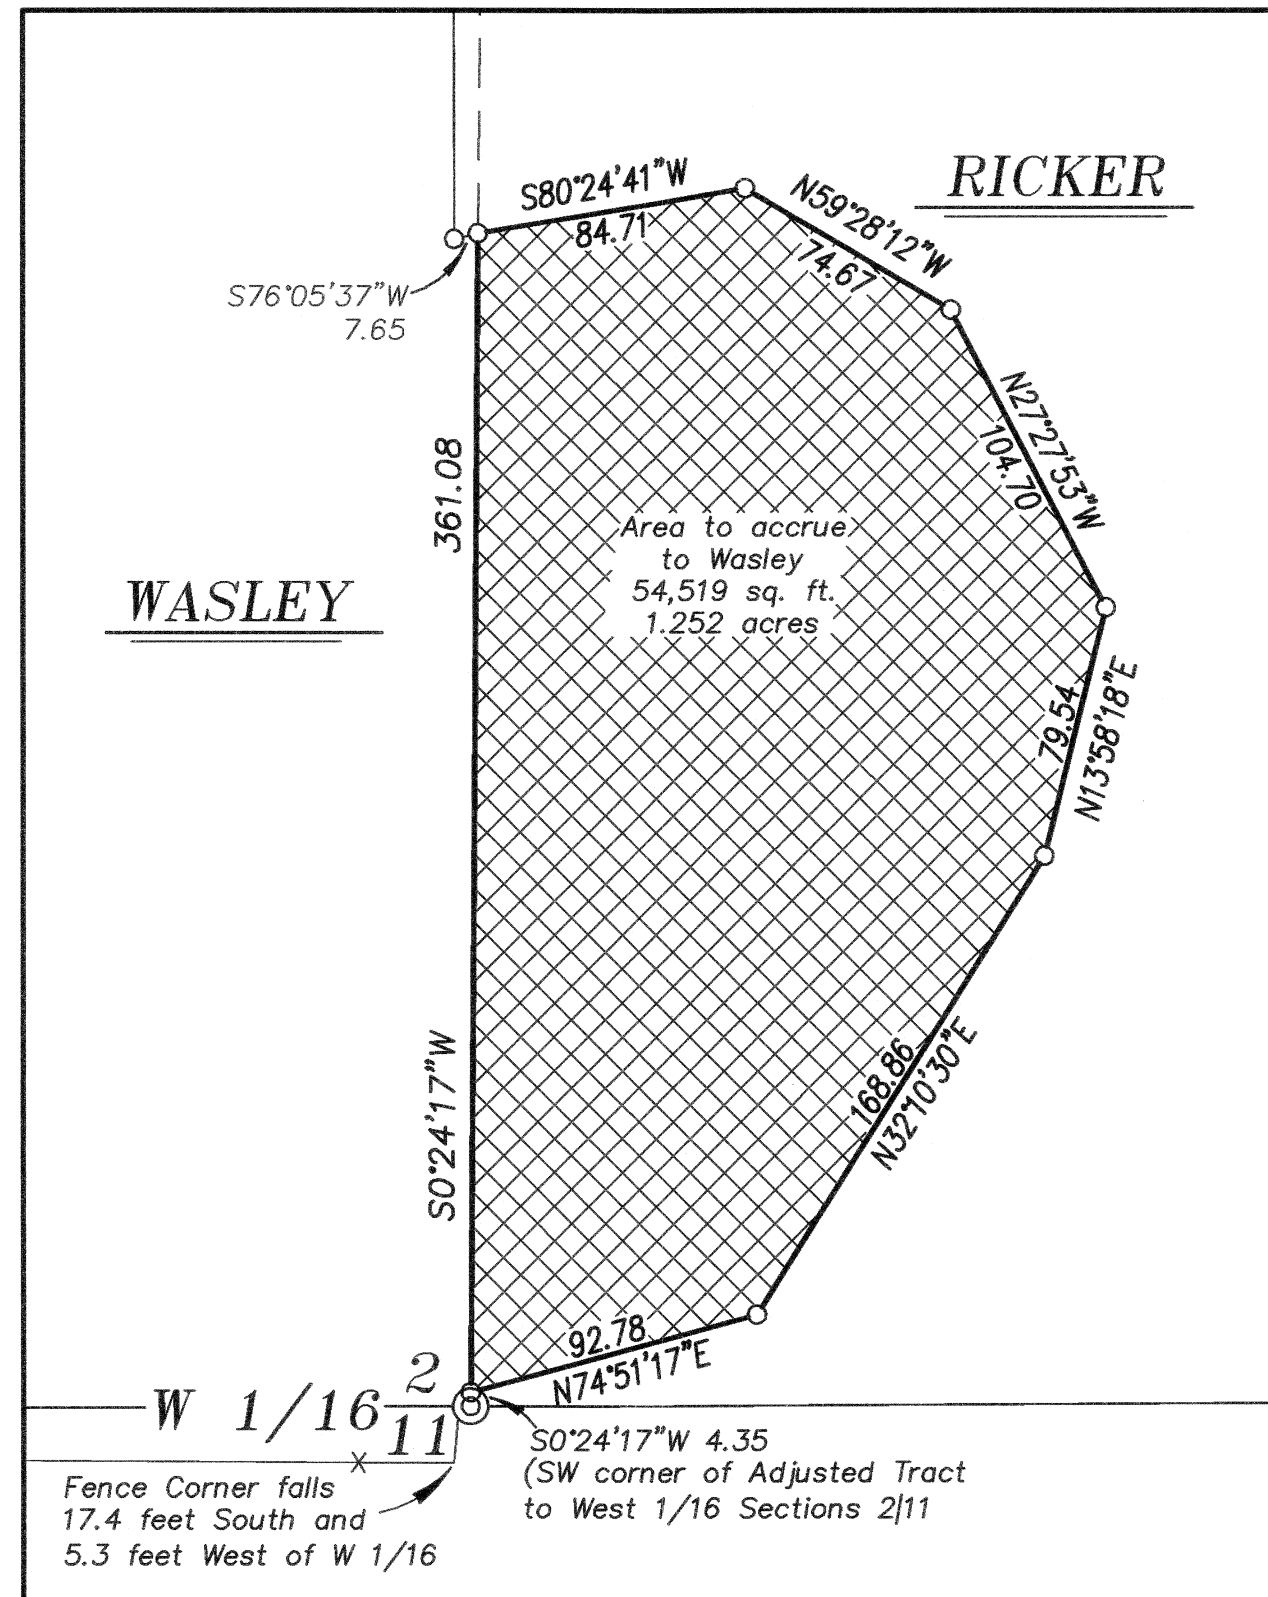 RICKER
S80°24'41"W
84.71
N59°28'12"W
74.67
S76°05'37"W
7.65
N27°27'53"W
104.70
361.08
Area to accrue
to Wasley
54,519 sq. ft.
1.252 acres
WASLEY
79.54
N13°58'18"E
S0°24'17"W
168.86
N32°10'30"E
92.78
N74°51'17"E
W 1/16
2
11
S0°24'17"W 4.35
(SW corner of Adjusted Tract
to West 1/16 Sections 2|11
Fence Corner falls
17.4 feet South and
5.3 feet West of W 1/16